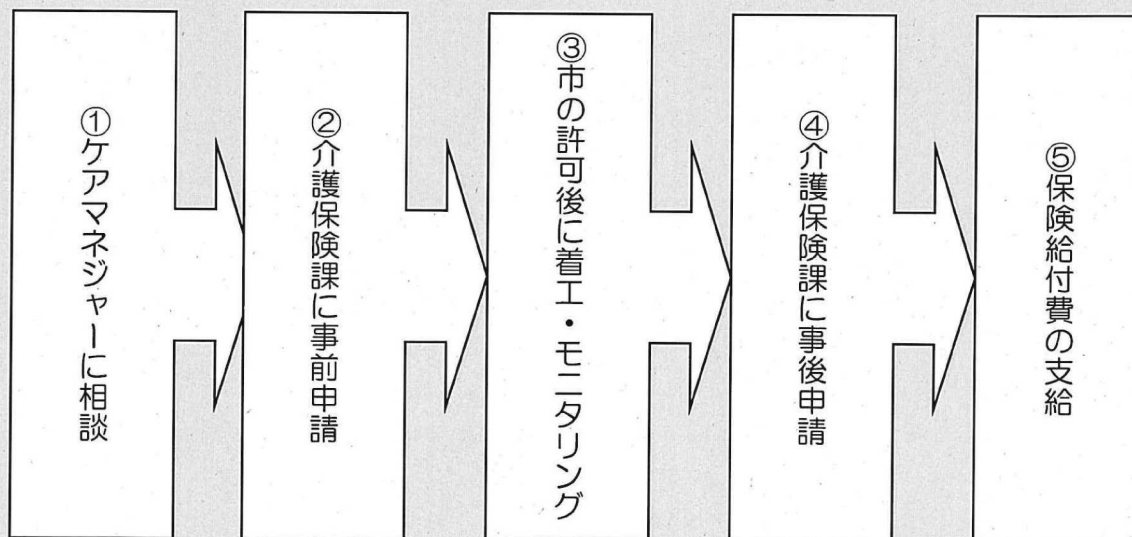 ①ケアマネジャーに相談
②介護保険課に事前申請
③市の許可後に着工・モニタリング
④介護保険課に事後申請
⑤保険給付費の支給